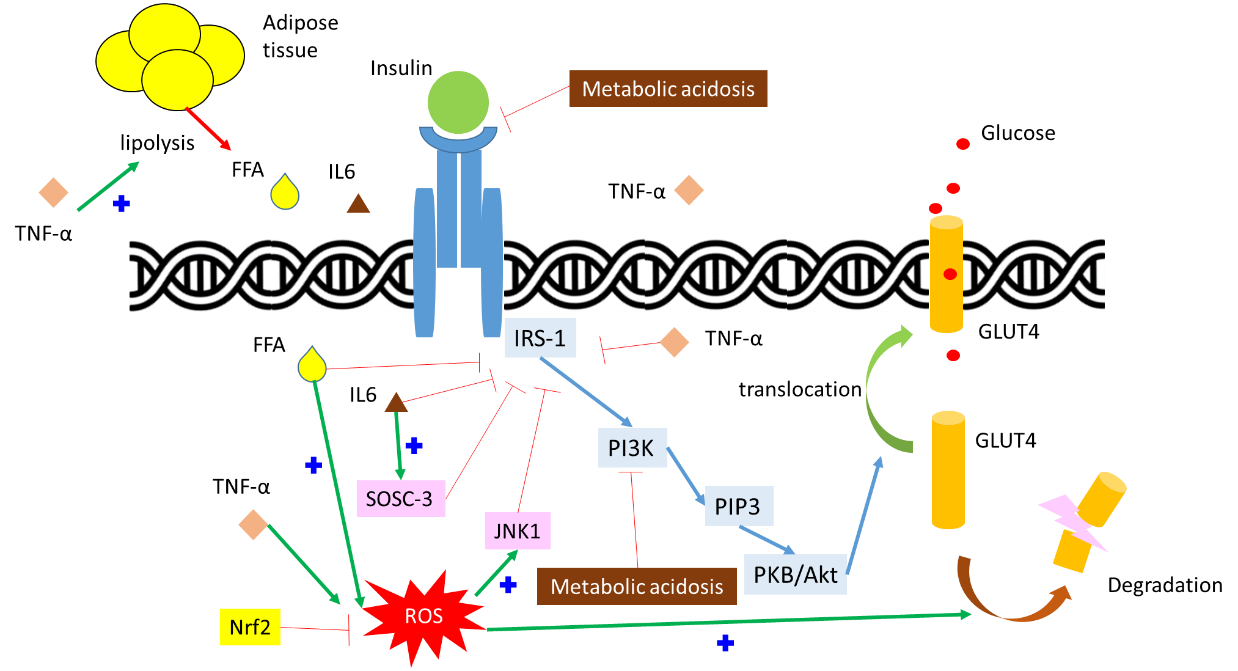 Adipose
tissue
Insulin
Metabolic acidosis
Glucose
lipolysis
FFA
IL6
TNF-α
TNF-α
IRS-1
TNF-α
GLUT4
FFA
IL6
translocation
PI3K
GLUT4
TNF-α
SOSC-3
PIP3
JNK1
Metabolic acidosis
PKB/Akt
Degradation
ROS
Nrf2